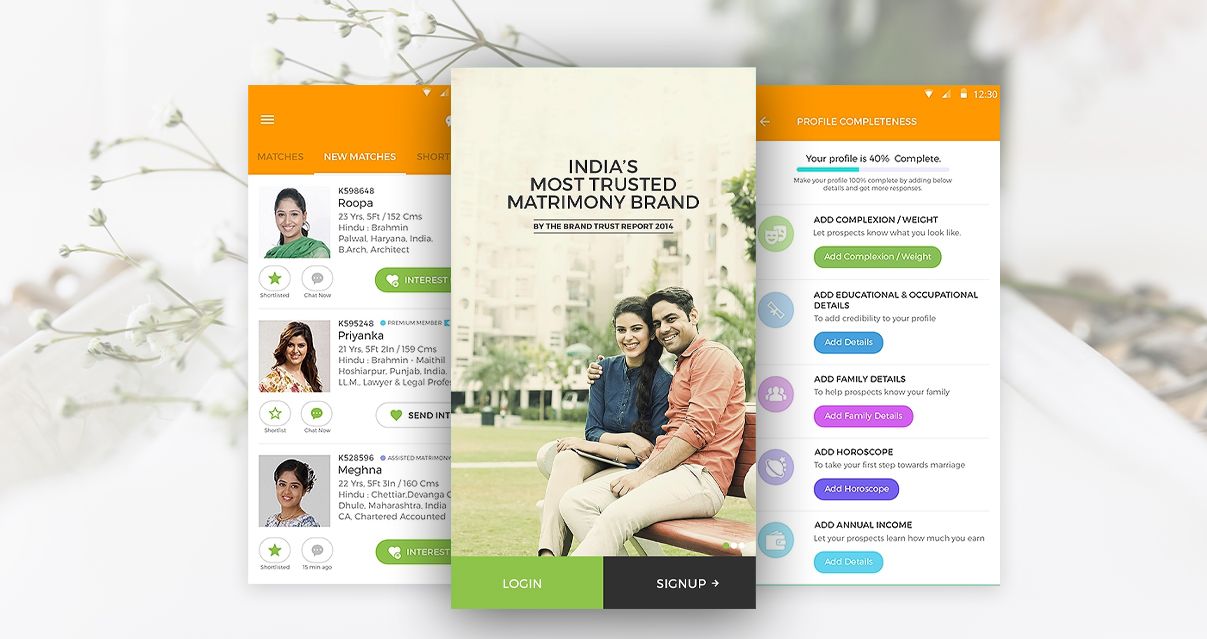 MATCHES
NEW MATCHES
SHORT
K598648
Roopa
23 Yrs, 5Ft / 152 Cms
Hindu : Brahmin
Palwal, Haryana, India.
B.Arch, Architect
Shortlisted
Chat Now
INTEREST
K595248 PREMIUM MEMBER
Priyanka
21 Yrs, 5Ft 2In / 159 Cms
Hindu : Brahmin - Maithil
Hoshiarpur, Punjab, India.
LL.M., Lawyer & Legal Profes
Shortlist
Chat Now
SEND INT
K528596 ASSISTED MATRIMONY
Meghna
22 Yrs, 5Ft 3In / 160 Cms
Hindu : Chettiar,Devanga C
Dhule, Maharashtra, India
CA, Chartered Accounted
Shortlisted
15 min ago
INTEREST
INDIA'S
MOST TRUSTED
MATRIMONY BRAND
BY THE BRAND TRUST REPORT 2014
LOGIN
SIGNUP →
12:30
PROFILE COMPLETENESS
Your profile is 40% Complete.
Make your profile 100% complete by adding below
details and get more responses.
ADD COMPLEXION / WEIGHT
Let prospects know what you look like.
Add Complexion / Weight
ADD EDUCATIONAL & OCCUPATIONAL
DETAILS
To add credibility to your profile
Add Details
ADD FAMILY DETAILS
To help prospects know your family
Add Family Details
ADD HOROSCOPE
To take your first step towards marriage
Add Horoscope
ADD ANNUAL INCOME
Let your prospects learn how much you earn
Add Details